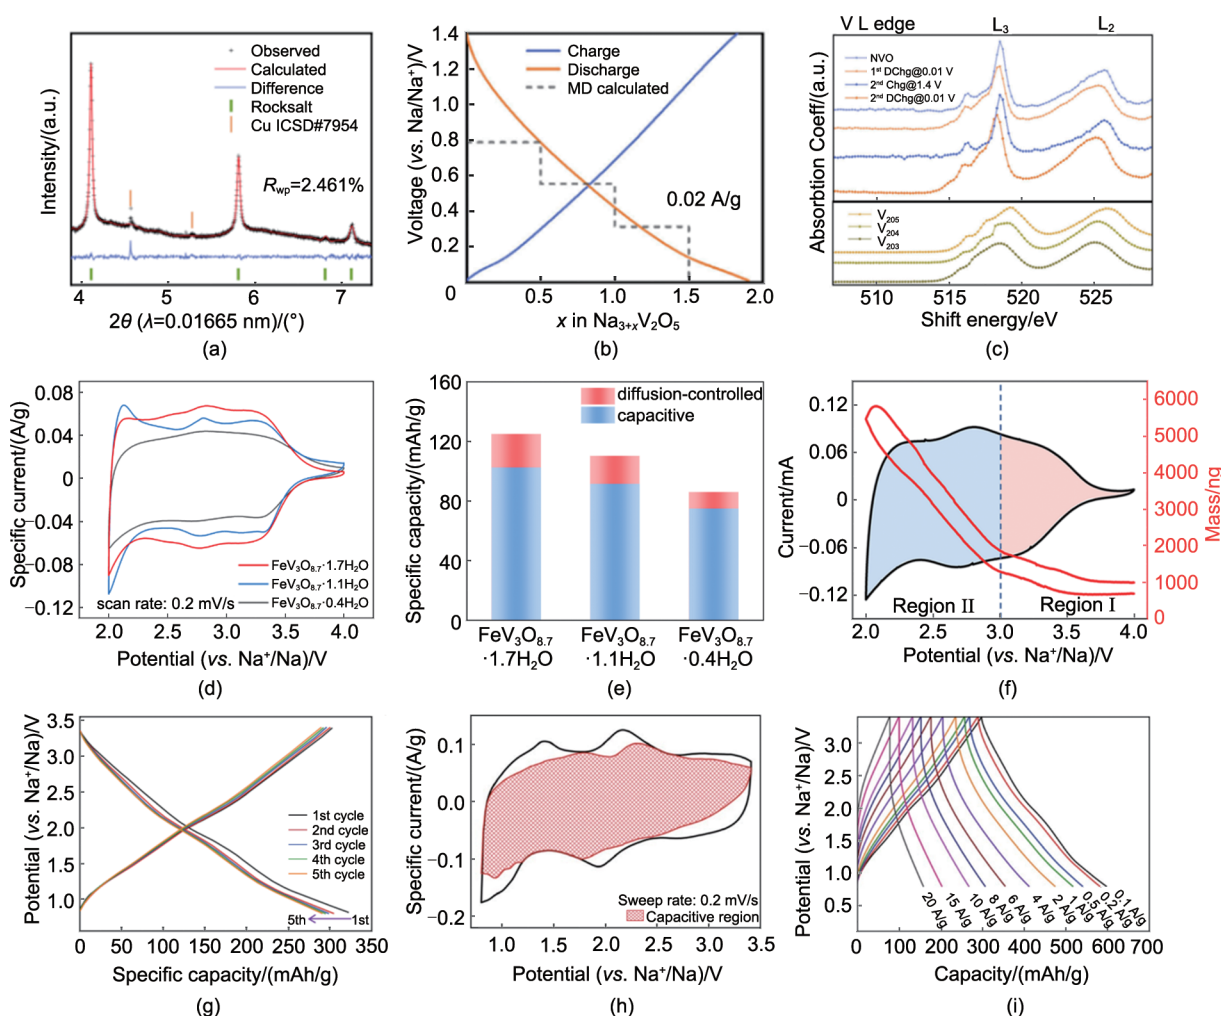 Observed
Calculated
Difference
Rocksalt
Cu ICSD#7954
Rwp=2.461%
Intensity/(a.u.)
4 5 6 7
2θ (λ=0.01665 nm)/(°)
(a)
1.4
1.2
1.0
0.8
0.6
0.4
0.2
0
Voltage (vs. Na/Na+)/V
Charge
Discharge
MD calculated
0.02 A/g
0.5 1.0 1.5 2.0
x in Na3+xV2O5
(b)
V L edge L3 L2
NVO
1st DChg@0.01 V
2nd Chg@1.4 V
2nd DChg@0.01 V
V205
V204
V203
Absorbtion Coeff/(a.u.)
510 515 520 525
Shift energy/eV
(c)
0.08
0.04
0
−0.04
−0.08
−0.12
Specific current/(A/g)
FeV3O8.7·1.7H2O
FeV3O8.7·1.1H2O
FeV3O8.7·0.4H2O
scan rate: 0.2 mV/s
2.0 2.5 3.0 3.5 4.0
Potential (vs. Na+/Na)/V
(d)
160
120
80
40
0
Specific capacity/(mAh/g)
diffusion-controlled
capacitive
FeV3O8.7 FeV3O8.7 FeV3O8.7
·1.7H2O ·1.1H2O ·0.4H2O
(e)
0.12
0.06
0
−0.06
−0.12
Current/mA
6000
5000
4000
3000
2000
1000
0
Mass/ng
Region II Region I
2.0 2.5 3.0 3.5 4.0
Potential (vs. Na+/Na)/V
(f)
3.5
3.0
2.5
2.0
1.5
1.0
Potential (vs. Na+/Na)/V
1st cycle
2nd cycle
3rd cycle
4th cycle
5th cycle
5th 1st
0 50 100 150 200 250 300 350
Specific capacity/(mAh/g)
(g)
0.1
0.0
−0.1
−0.2
Specific current/(A/g)
Sweep rate: 0.2 mV/s
Capacitive region
1.0 1.5 2.0 2.5 3.0 3.5
Potential (vs. Na+/Na)/V
(h)
3.0
2.5
2.0
1.5
1.0
0.5
Potential (vs. Na+/Na)/V
20 A/g
15 A/g
10 A/g
8 A/g
6 A/g
4 A/g
2 A/g
1 A/g
0.5 A/g
0.2 A/g
0.1 A/g
0 100 200 300 400 500 600 700
Capacity/(mAh/g)
(i)